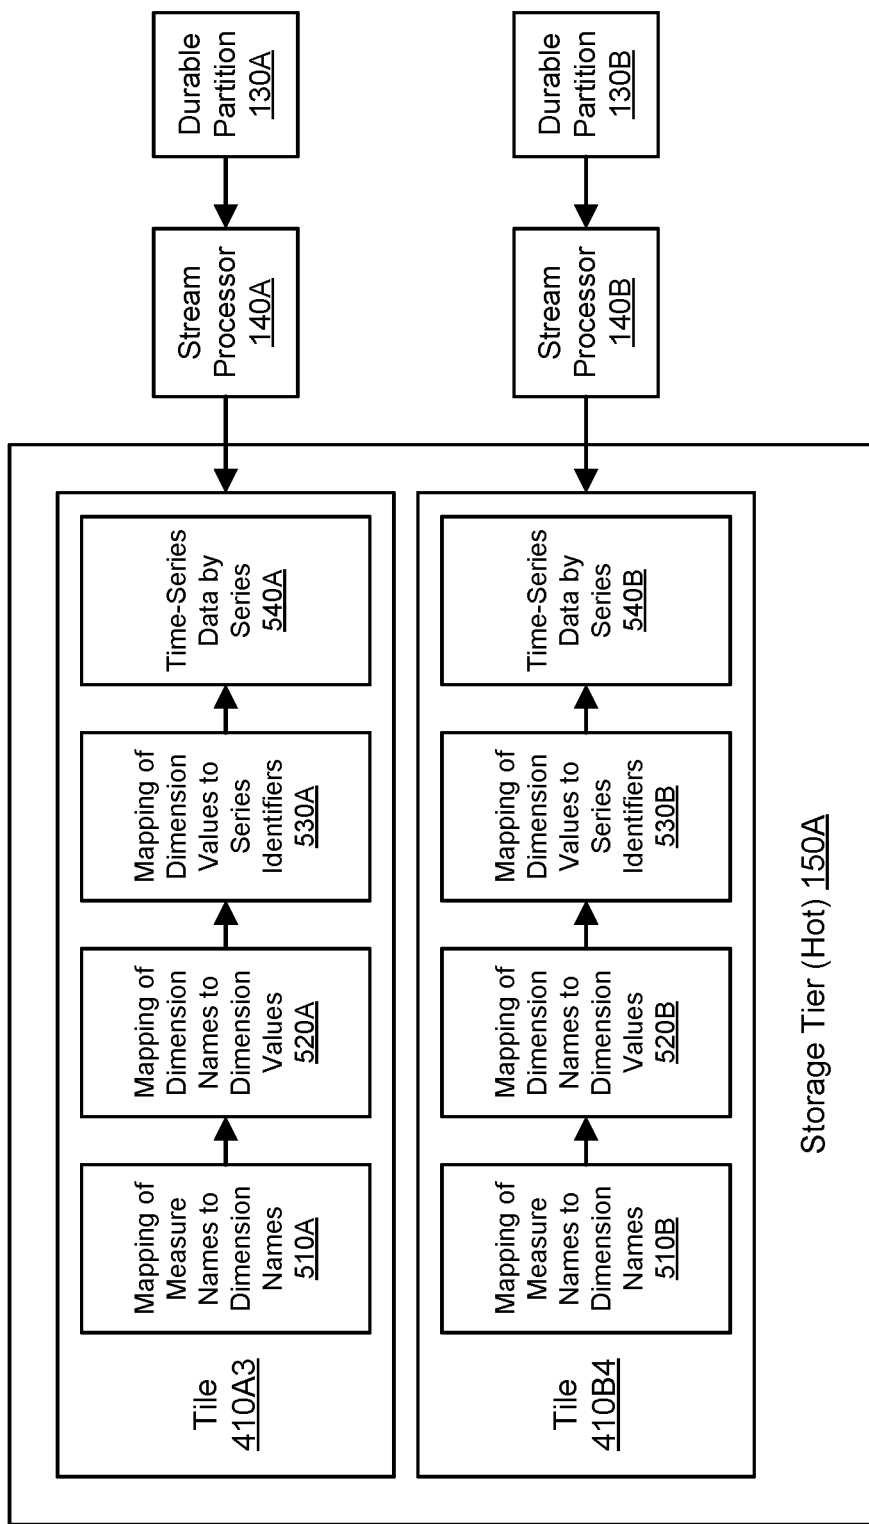 Tile
410A3
Mapping of
Measure
Names to
Dimension
Names
510A
Mapping of
Dimension
Names to
Dimension
Values
520A
Mapping of
Dimension
Values to
Series
Identifiers
530A
Time-Series
Data by
Series
540A
Stream
Processor
140A
Durable
Partition
130A
Tile
410B4
Mapping of
Measure
Names to
Dimension
Names
510B
Mapping of
Dimension
Names to
Dimension
Values
520B
Mapping of
Dimension
Values to
Series
Identifiers
530B
Time-Series
Data by
Series
540B
Stream
Processor
140B
Durable
Partition
130B
Storage Tier (Hot) 150A